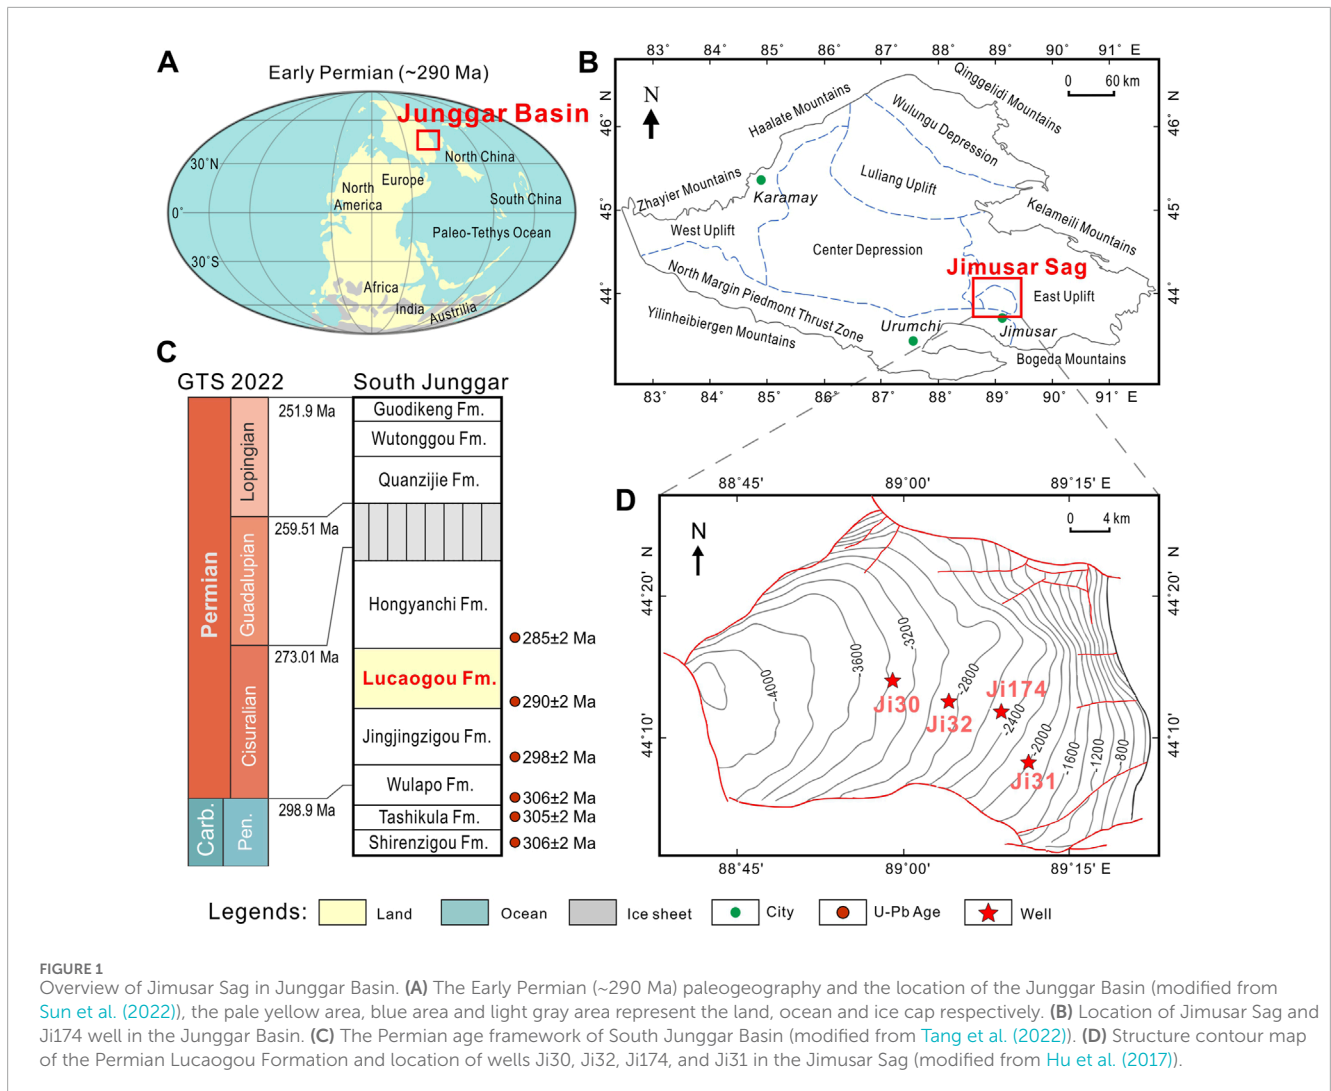 A
Early Permian (~290 Ma)
Junggar Basin
North China
30°N
Europe
North
America
South China
0°
Paleo-Tethys Ocean
30°S
Africa
India
Austrilia
B
83° 84° 85° 86° 87° 88° 89° 90° 91° E
N
0 60 km
Qinggelidi Mountains
Haalate Mountains
Wulungu Depression
46° N
46° N
Luliang Uplift
Zhayier Mountains
Karamay
Kelameili Mountains
45°
45°
West Uplift
Center Depression
Jimusar Sag
North Margin Piedmont Thrust Zone
East Uplift
44°
44°
Yilinheibiergen Mountains
Urumchi
Jimusar
Bogeda Mountains
83° 84° 85° 86° 87° 88° 89° 90° 91° E
C
GTS 2022
South Junggar
251.9 Ma
259.51 Ma
273.01 Ma
298.9 Ma
Permian
Lopingian
Guadalupian
Cisuralian
Carb.
Pen.
Guodikeng Fm.
Wutonggou Fm.
Quanzijie Fm.
Hongyanchi Fm.
285±2 Ma
Lucaogou Fm.
290±2 Ma
Jingjingzigou Fm.
298±2 Ma
Wulapo Fm.
306±2 Ma
Tashikula Fm.
305±2 Ma
Shirenzigou Fm.
306±2 Ma
D
88°45' 89°00' 89°15' E
N
0 4 km
44°20' N
44°20' N
44°10'
44°10'
-4000
-3600
-3200
-2800
-2400
-2000
-1600
-1200
-800
Ji30
Ji32
Ji174
Ji31
88°45' 89°00' 89°15' E
Legends: Land Ocean Ice sheet City U-Pb Age Well
FIGURE 1
Overview of Jimusar Sag in Junggar Basin. (A) The Early Permian (~290 Ma) paleogeography and the location of the Junggar Basin (modified from
Sun et al. (2022)), the pale yellow area, blue area and light gray area represent the land, ocean and ice cap respectively. (B) Location of Jimusar Sag and
Ji174 well in the Junggar Basin. (C) The Permian age framework of South Junggar Basin (modified from Tang et al. (2022)). (D) Structure contour map
of the Permian Lucaogou Formation and location of wells Ji30, Ji32, Ji174, and Ji31 in the Jimusar Sag (modified from Hu et al. (2017)).